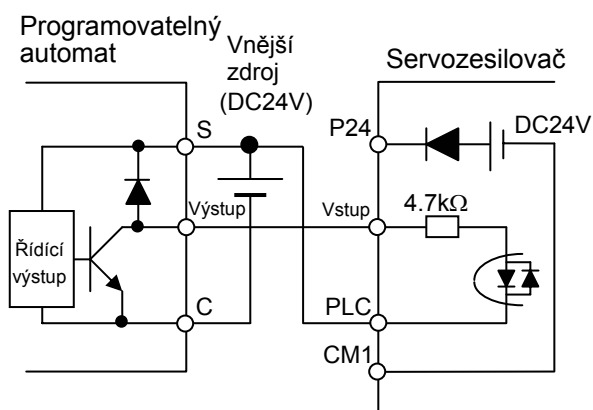 Programovatelný
automat
Vnější
zdroj
(DC24V)
Servozesilovač
S
P24
DC24V
Výstup
Vstup
4.7kΩ
Řídící
výstup
C
PLC
CM1